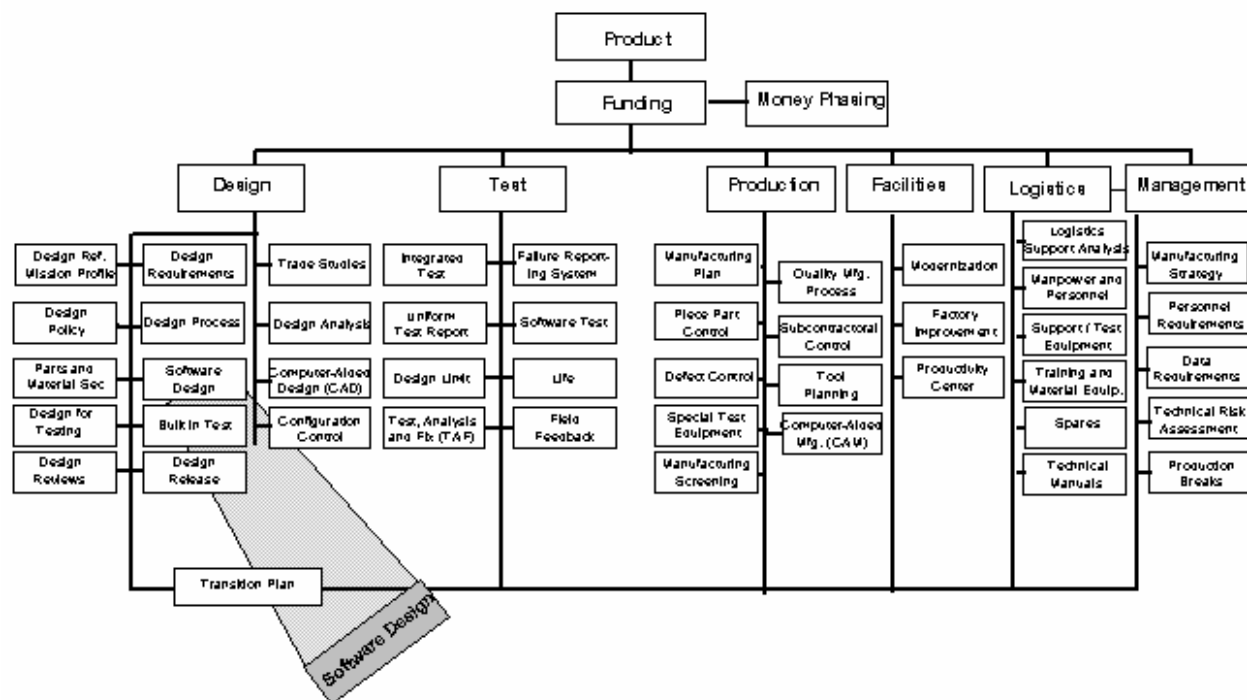 Product
Funding
Money Phasing
Design
Test
Production
Facilities
Logistics
Management
Design Ref.
Mission Profile
Design
Policy
Parts and
Material Sec
Design for
Testing
Design
Reviews
Design
Requirements
Design Process
Software
Design
Built in Test
Design
Release
Trade Studies
Design Analysis
Computer-Aided
Design (CAD)
Configuration
Control
Integrated
Test
Uniform
Test Report
Design Limit
Test, Analysis
and Fix (TAF)
Failure Report-
ing System
Software Test
Life
Field
Feedback
Manufacturing
Plan
Piece Part
Control
Defect Control
Special Test
Equipment
Manufacturing
Screening
Quality Mfg.
Process
Subcontractoral
Control
Tool
Planning
Computer-Aided
Mfg. (CAM)
Modernization
Factory
Improvement
Productivity
Center
Logistics
Support Analysis
Manpower and
Personnel
Support / Test
Equipment
Training and
Material Equip.
Spares
Technical
Manuals
Manufacturing
Strategy
Personnel
Requirements
Data
Requirements
Technical Risk
Assessment
Production
Breaks
Transition Plan
Software Design